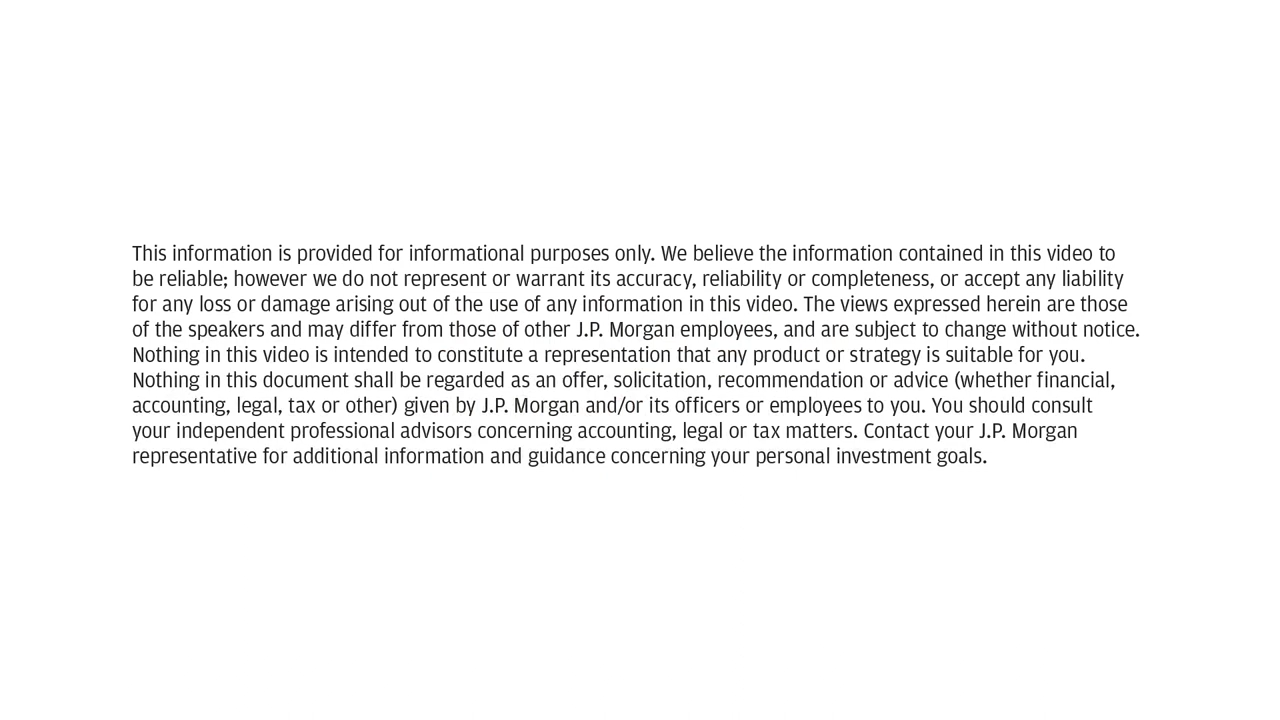 This information is provided for informational purposes only. We believe the information contained in this video to
be reliable; however we do not represent or warrant its accuracy, reliability or completeness, or accept any liability
for any loss or damage arising out of the use of any information in this video. The views expressed herein are those
of the speakers and may differ from those of other J.P. Morgan employees, and are subject to change without notice.
Nothing in this video is intended to constitute a representation that any product or strategy is suitable for you.
Nothing in this document shall be regarded as an offer, solicitation, recommendation or advice (whether financial,
accounting, legal, tax or other) given by J.P. Morgan and/or its officers or employees to you. You should consult
your independent professional advisors concerning accounting, legal or tax matters. Contact your J.P. Morgan
representative for additional information and guidance concerning your personal investment goals.